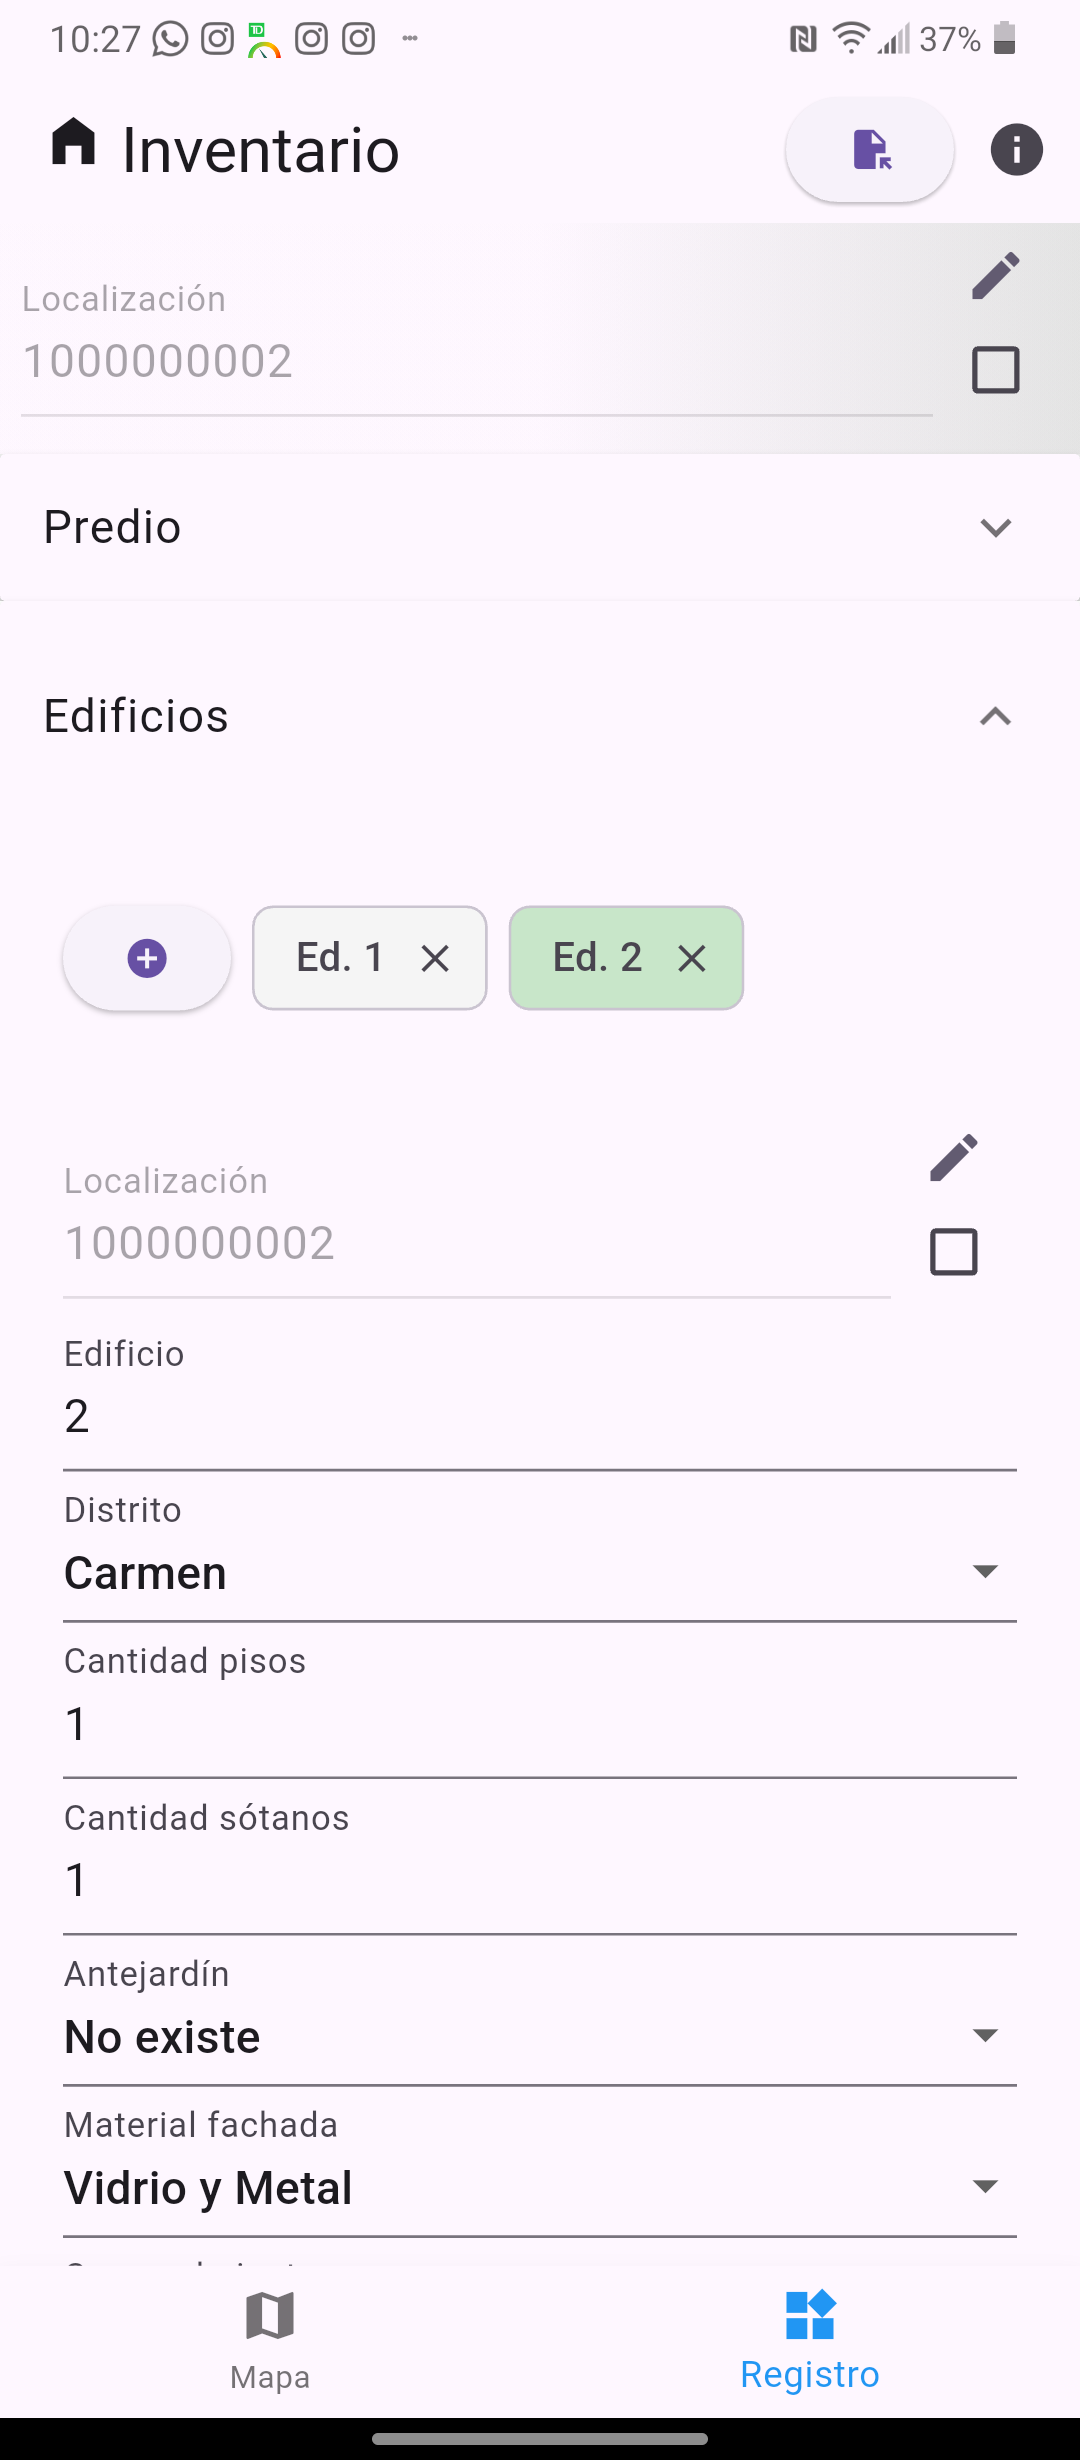 10:27
37%
Inventario
Localización
1000000002
Predio
Edificios
Ed. 1
Ed. 2
Localización
1000000002
Edificio
2
Distrito
Carmen
Cantidad pisos
1
Cantidad sótanos
1
Antejardín
No existe
Material fachada
Vidrio y Metal
Mapa
Registro